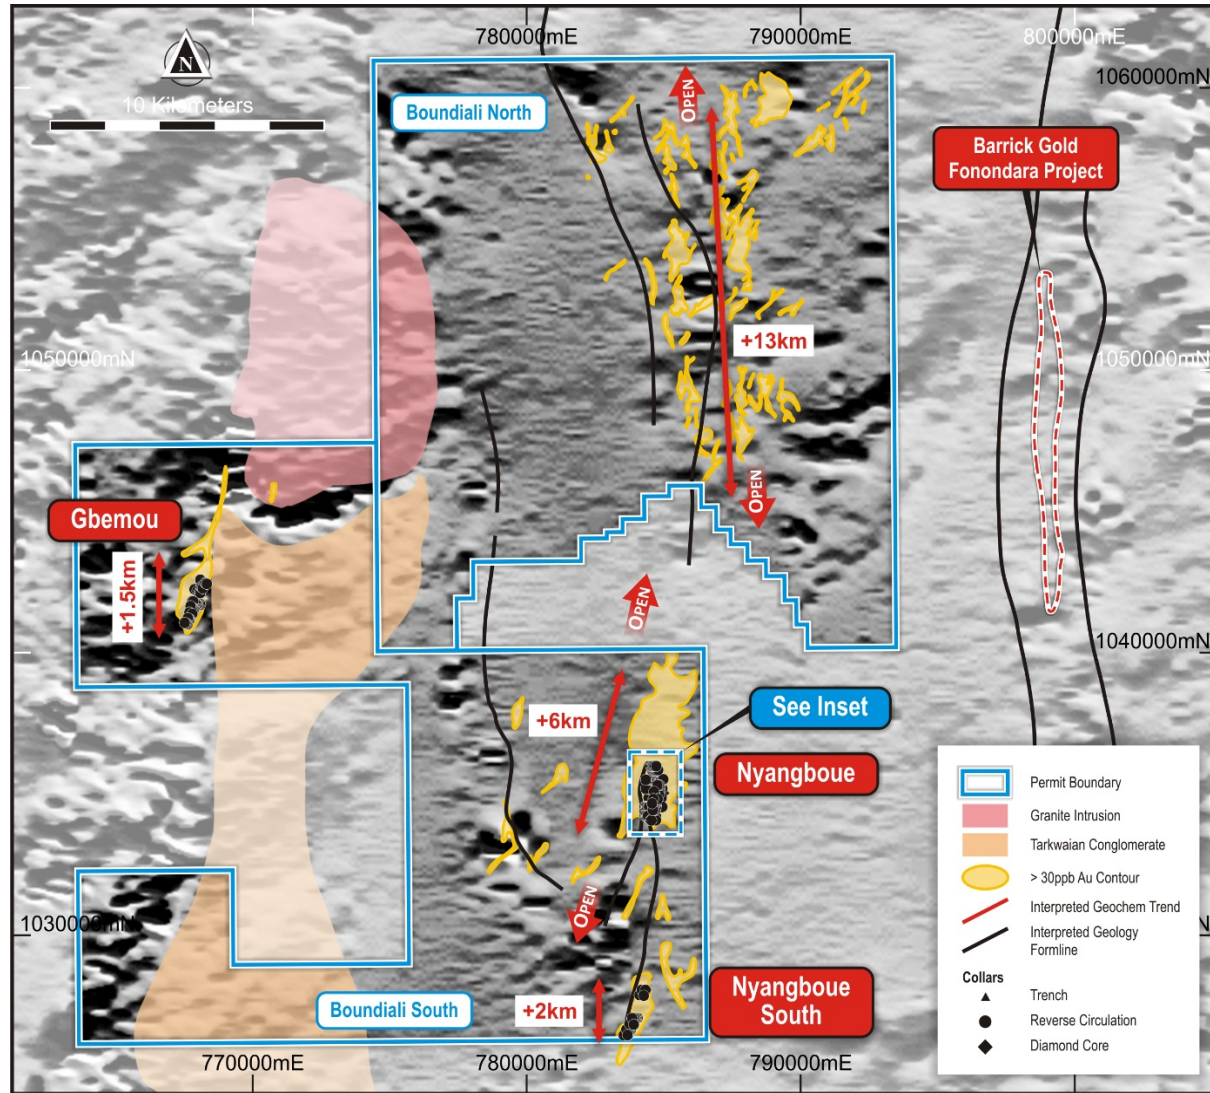 780000mE
790000mE
800000mE
N
10 Kilometers
1060000mN
Boundiali North
OPEN
Barrick Gold
Fonondara Project
1050000mN
+13km
1050000mN
Gbemou
OPEN
+1.5km
OPEN
1040000mN
+6km
See Inset
Nyangboue
OPEN
1030000mN
N
Boundiali South
+2km
Nyangboue
South
770000mE
780000mE
790000mE
Permit Boundary
Granite Intrusion
Tarkwaian Conglomerate
> 30ppb Au Contour
Interpreted Geochem Trend
Interpreted Geology
Formline
Collars
Trench
Reverse Circulation
Diamond Core